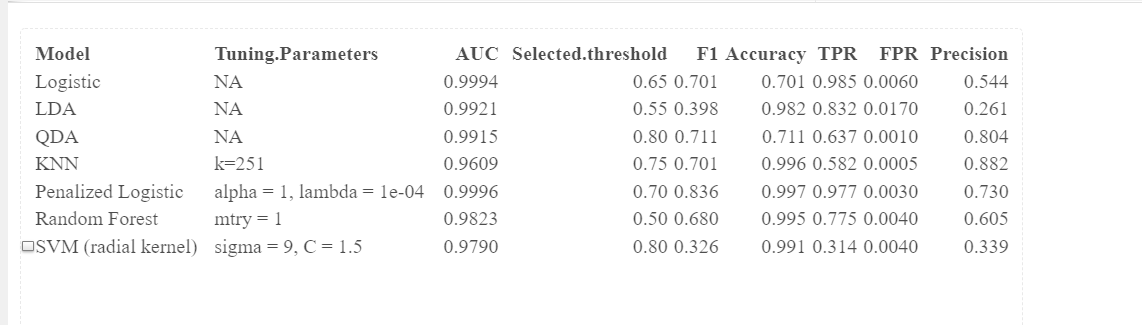 Model Tuning.Parameters AUC Selected.threshold F1 Accuracy TPR FPR Precision
Logistic NA 0.9994 0.65 0.701 0.701 0.985 0.0060 0.544
LDA NA 0.9921 0.55 0.398 0.982 0.832 0.0170 0.261
QDA NA 0.9915 0.80 0.711 0.711 0.637 0.0010 0.804
KNN k=251 0.9609 0.75 0.701 0.996 0.582 0.0005 0.882
Penalized Logistic alpha = 1, lambda = 1e-04 0.9996 0.70 0.836 0.997 0.977 0.0030 0.730
Random Forest mtry = 1 0.9823 0.50 0.680 0.995 0.775 0.0040 0.605
SVM (radial kernel) sigma = 9, C = 1.5 0.9790 0.80 0.326 0.991 0.314 0.0040 0.339